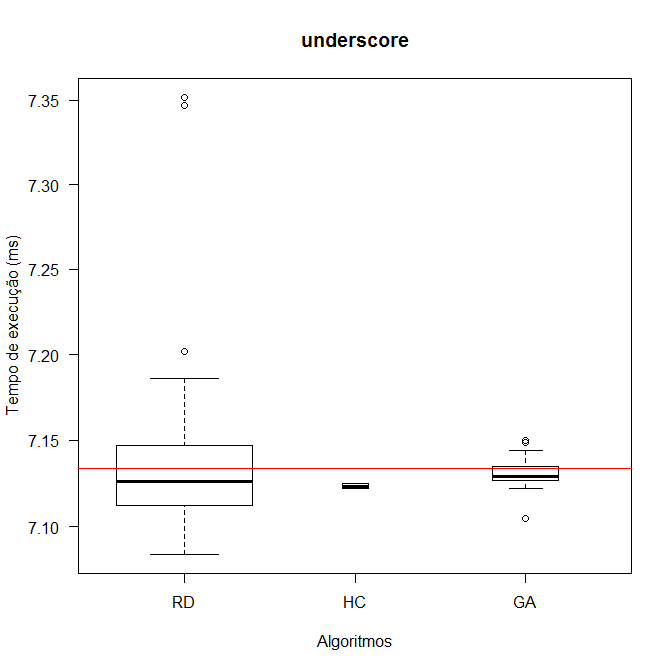 underscore
Tempo de execução (ms)
7.35
7.30
7.25
7.20
7.15
7.10
RD HC GA
Algoritmos